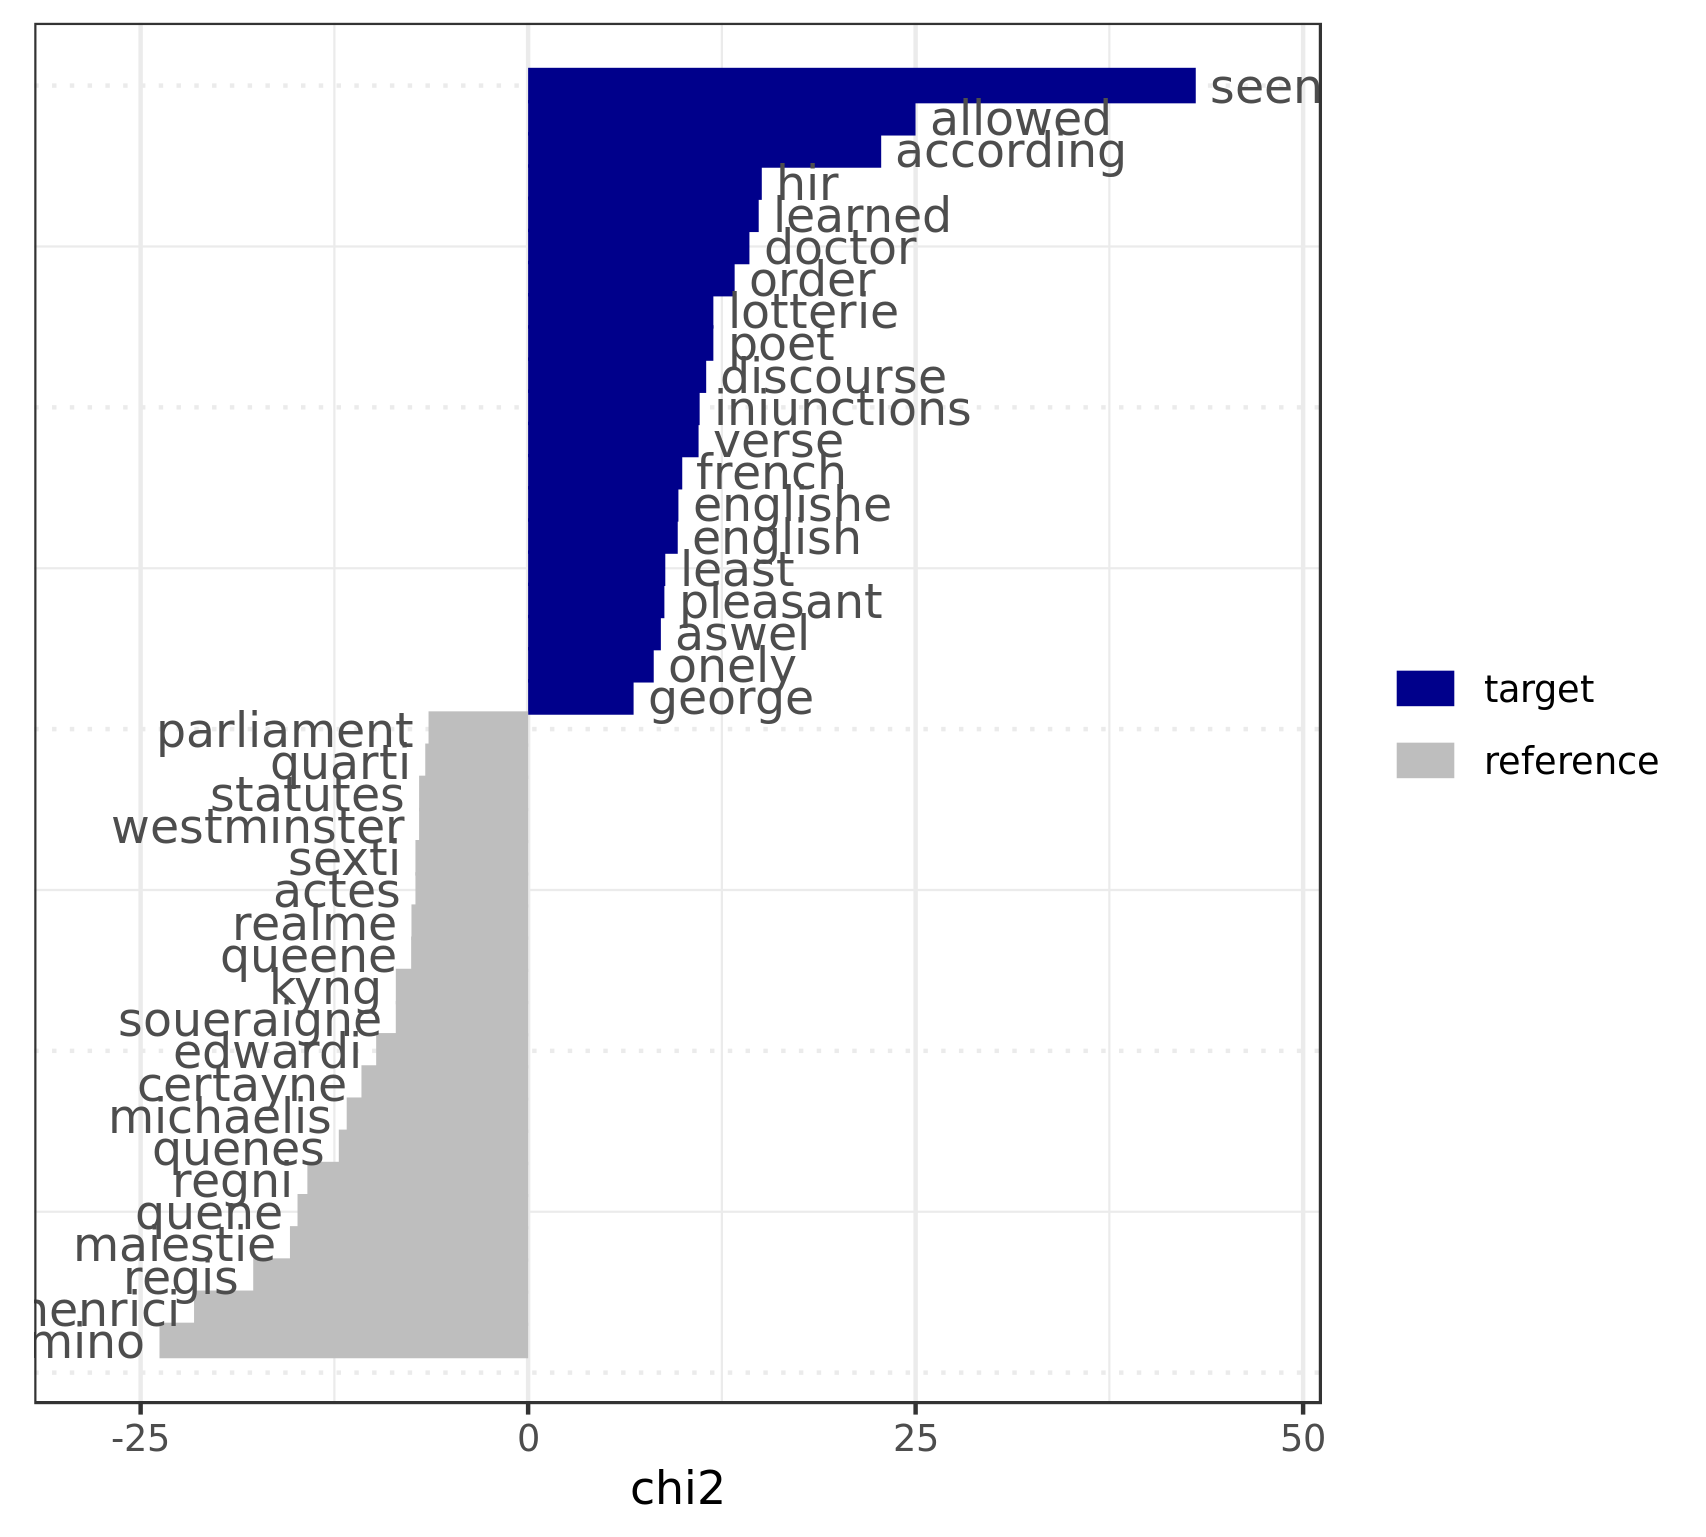 seen
allowed
according
hir
learned
doctor
order
lotterie
poet
discourse
iniunctions
verse
french
englishe
english
least
pleasant
aswel
onely
george
parliament
quarti
statutes
westminster
sexti
actes
realme
queene
kyng
soueraigne
edwardi
certayne
michaelis
quenes
regni
quene
maiestie
regis
henrici
mino
target
reference
-25 0 25 50
chi2